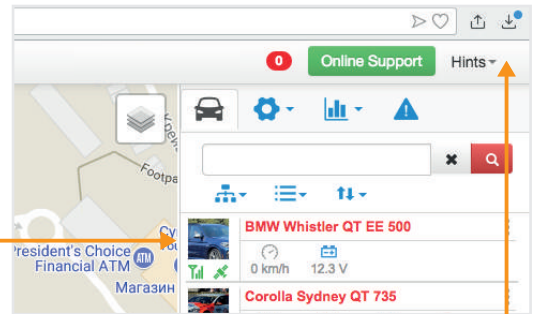 0
Online Support
Hints
Footpa
BMW Whistler QT EE 500
0 km/h
12.3 V
President's Choice
Financial ATM
ATM
Магазин
Corolla Sydney QT 735